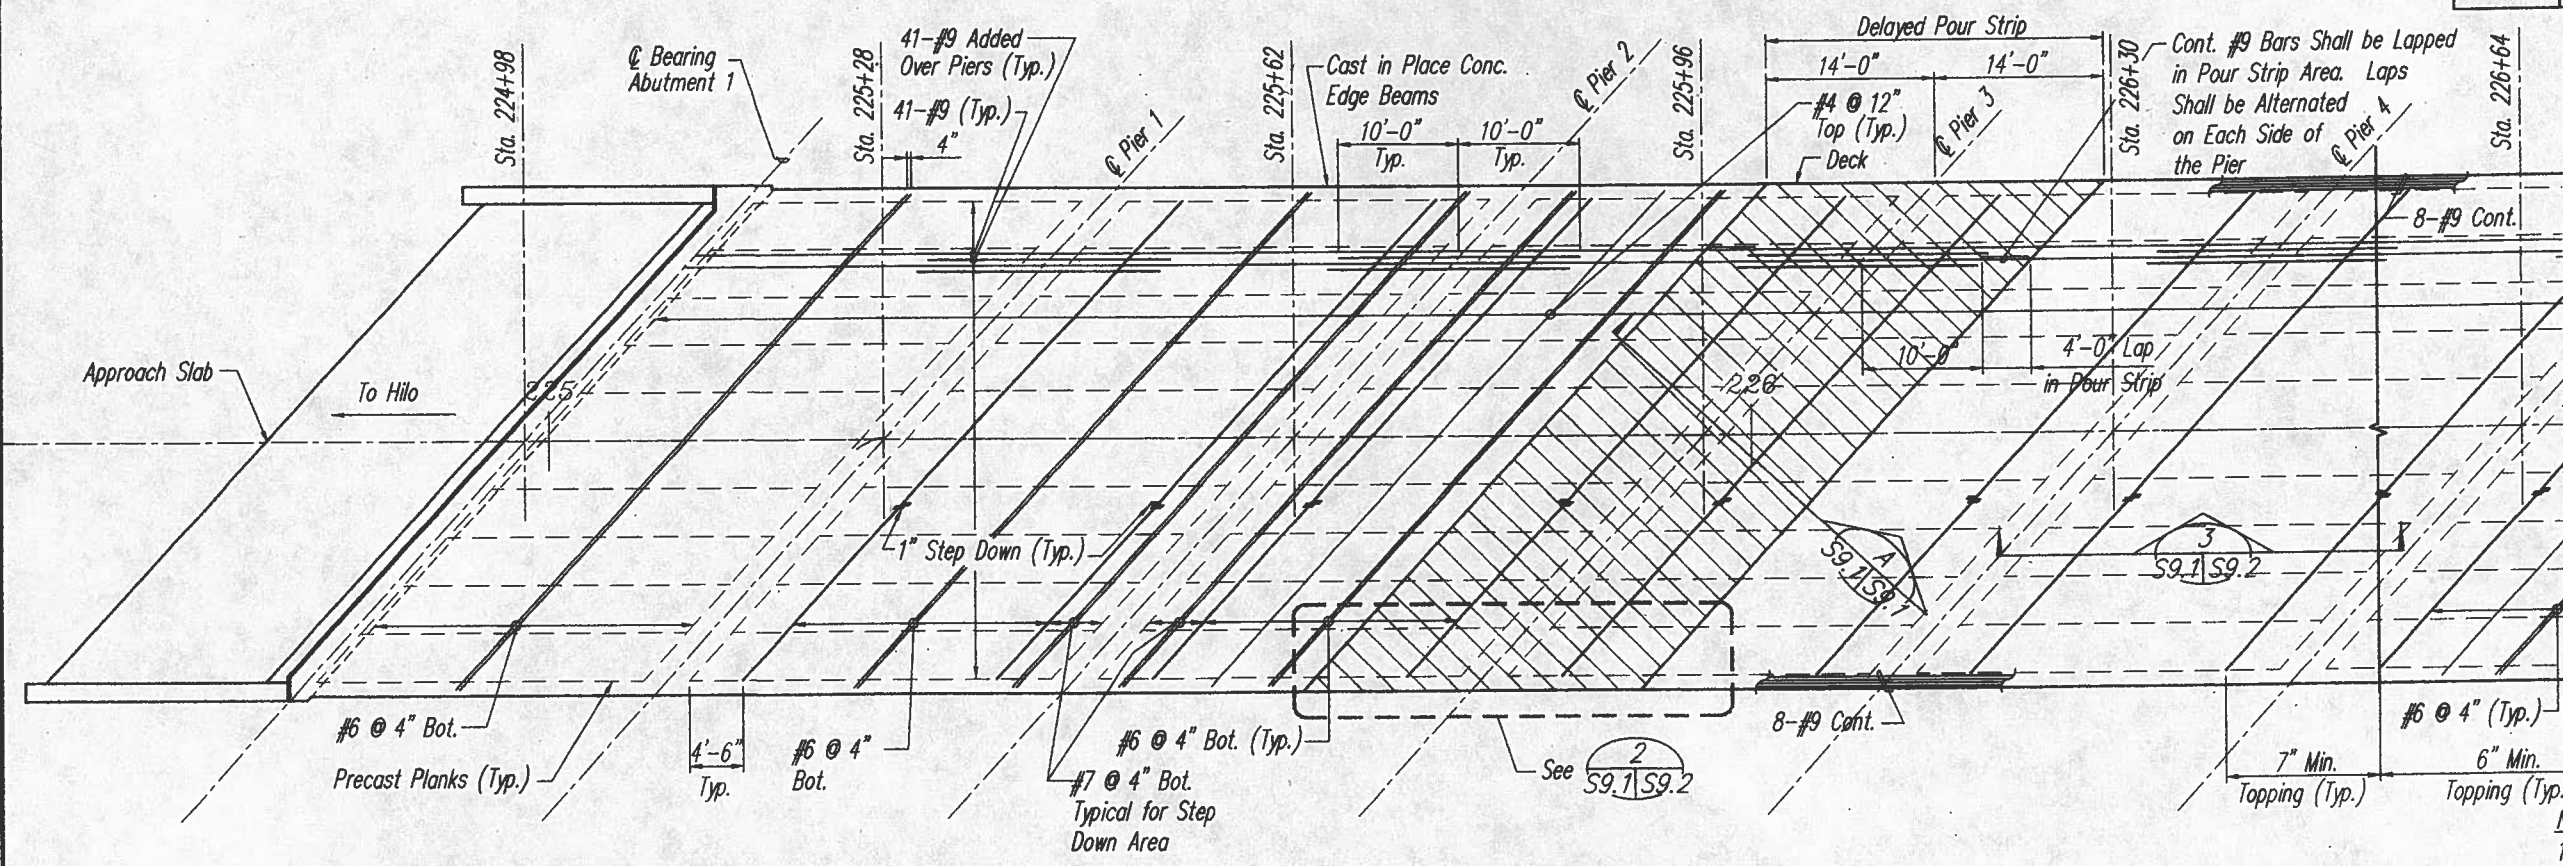 Sta. 224+98
℄ Bearing
Abutment 1
Sta. 225+28
41-#9 Added
Over Piers (Typ.)
41-#9 (Typ.)
4"
℄ Pier 1
Sta. 225+62
Cast in Place Conc.
Edge Beams
10'-0"
Typ.
10'-0"
Typ.
℄ Pier 2
Sta. 225+96
Delayed Pour Strip
14'-0"
14'-0"
#4 @ 12"
Top (Typ.)
Deck
℄ Pier 3
Sta. 226+30
Cont. #9 Bars Shall be Lapped
in Pour Strip Area. Laps
Shall be Alternated
on Each Side of
the Pier
℄ Pier 4
Sta. 226+64
8-#9 Cont.
Approach Slab
To Hilo
225
226
10'-0"
4'-0" Lap
in Pour Strip
1" Step Down (Typ.)
A
S9.1 S9.1
3
S9.1 S9.2
#6 @ 4" Bot.
Precast Planks (Typ.)
4'-6"
Typ.
#6 @ 4"
Bot.
#7 @ 4" Bot.
Typical for Step
Down Area
#6 @ 4" Bot. (Typ.)
See
2
S9.1 S9.2
8-#9 Cont.
#6 @ 4" (Typ.)
7" Min.
Topping (Typ.)
6" Min.
Topping (Typ.